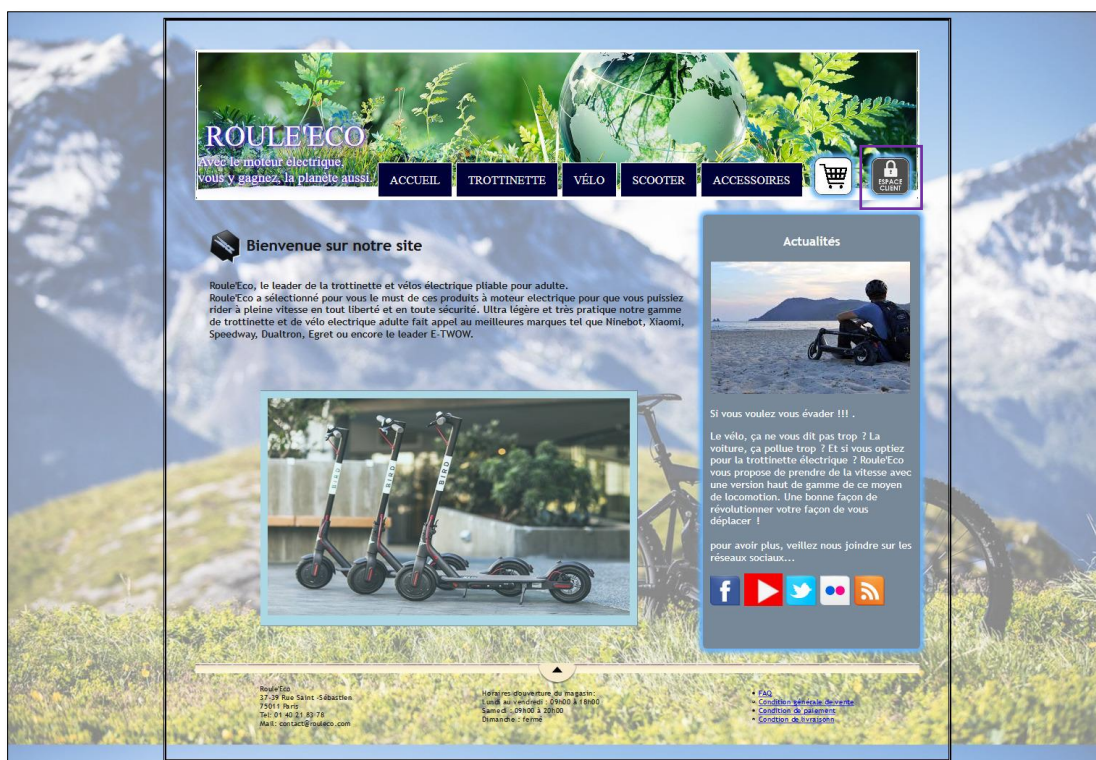 ROULE'ECO
Avec le moteur électrique,
vous y gagnez, la planète aussi.
ACCUEIL
TROTTINETTE
VÉLO
SCOOTER
ACCESSOIRES
ESPACE
CLIENT
Bienvenue sur notre site
Roule'Eco, le leader de la trottinette et vélos électrique pliable pour adulte.
Roule'Eco a sélectionné pour vous le must de ces produits à moteur electrique pour que vous puissiez
rider à pleine vitesse en tout liberté et en toute sécurité. Ultra légère et très pratique notre gamme
de trottinette et de vélo electrique adulte fait appel au meilleures marques tel que Ninebot, Xiaomi,
Speedway, Dualtron, Egret ou encore le leader E-TWOW.
BIRD
BIRD
BIRD
Actualités
Si vous voulez vous évader !!! .
Le vélo, ça ne vous dit pas trop ? La
voiture, ça pollue trop ? Et si vous optiez
pour la trottinette électrique ? Roule'Eco
vous propose de prendre de la vitesse avec
une version haut de gamme de ce moyen
de locomotion. Une bonne façon de
révolutionner votre façon de vous
déplacer !
pour avoir plus, veillez nous joindre sur les
réseaux sociaux...
Roule'Eco
37-39 Rue Saint -Sébastien
75011 Paris
Tel: 01 40 21 83 78
Mail: contact@rouleco.com
Horaires d'ouverture du magasin:
Lundi au vendredi : 09h00 à 18h00
Samedi : 09h00 à 20h00
Dimanche : fermé
FAQ
Condition générale de vente
Condition de paiement
Condtion de livraisonn